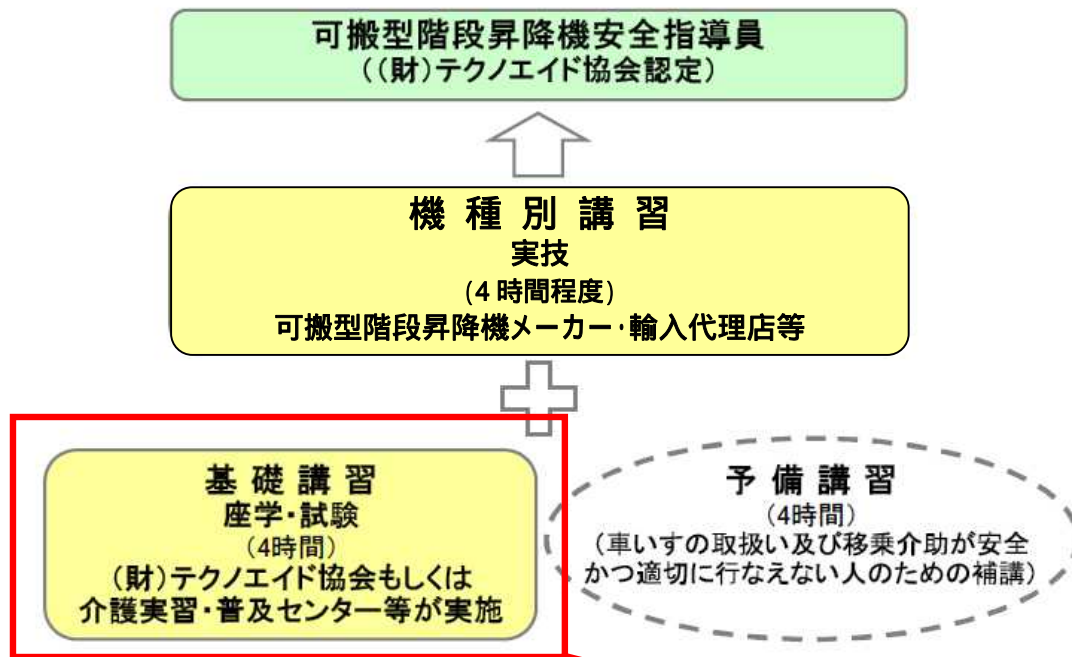 可搬型階段昇降機安全指導員
((財)テクノエイド協会認定)
機種別講習
実技
(4時間程度)
可搬型階段昇降機メーカー・輸入代理店等
基礎講習
座学・試験
(4時間)
(財)テクノエイド協会もしくは
介護実習・普及センター等が実施
予備講習
(4時間)
(車いすの取扱い及び移乗介助が安全
かつ適切に行なえない人のための補講)